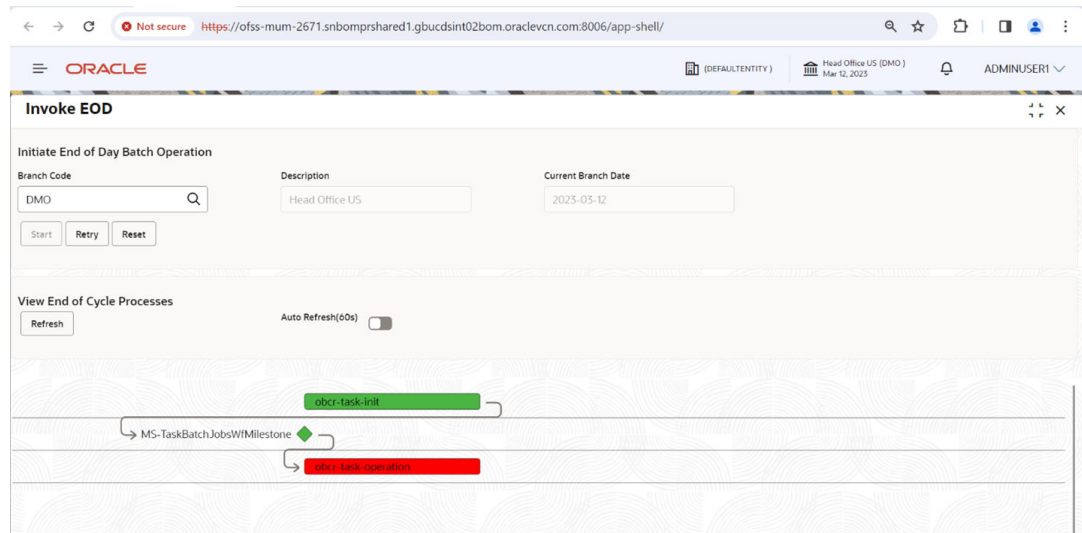 Not secure https://ofss-mum-2671.snbomprshared1.gbucdsint02bom.oraclevcn.com:8006/app-shell/
ORACLE
(DEFAULTENTITY )
Head Office US (DMO )
Mar 12, 2023
ADMINUSER1
Invoke EOD
Initiate End of Day Batch Operation
Branch Code Description Current Branch Date
DMO Head Office US 2023-03-12
Start Retry Reset
View End of Cycle Processes
Auto Refresh(60s)
Refresh
obcr-task-init
MS-TaskBatchJobsWfMilestone
obcr-task-operation